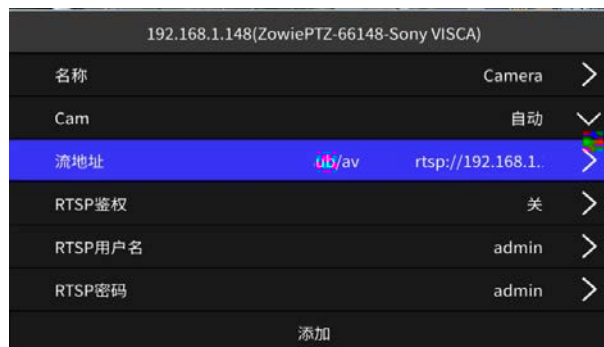 192.168.1.148(ZowiePTZ-66148-Sony VISCA)
名称 Camera
Cam 自动
流地址 ub/av rtsp://192.168.1.
RTSP鉴权 关
RTSP用户名 admin
RTSP密码 admin
添加